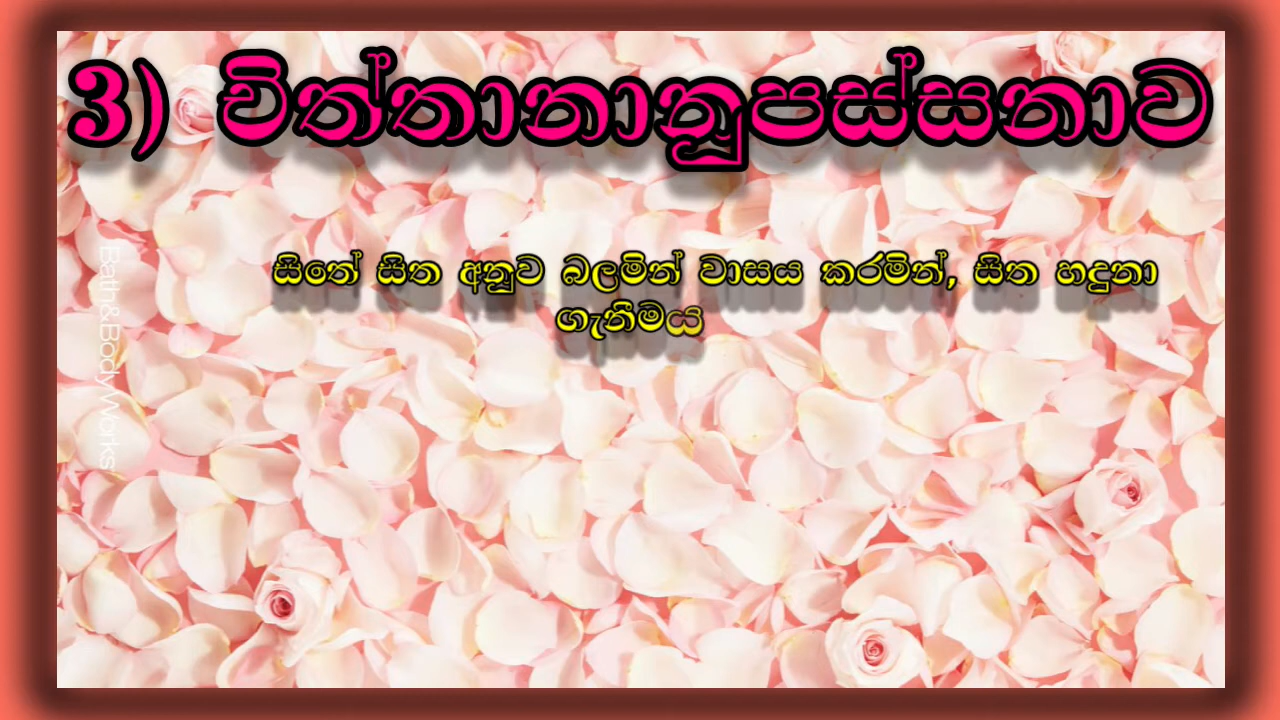 3) චිත්තානානුපස්සනාව
සිතේ සිත අනුව බලමින් වාසය කරමින්, සිත හදුනා
ගැනීමය
Bath&BodyWorks